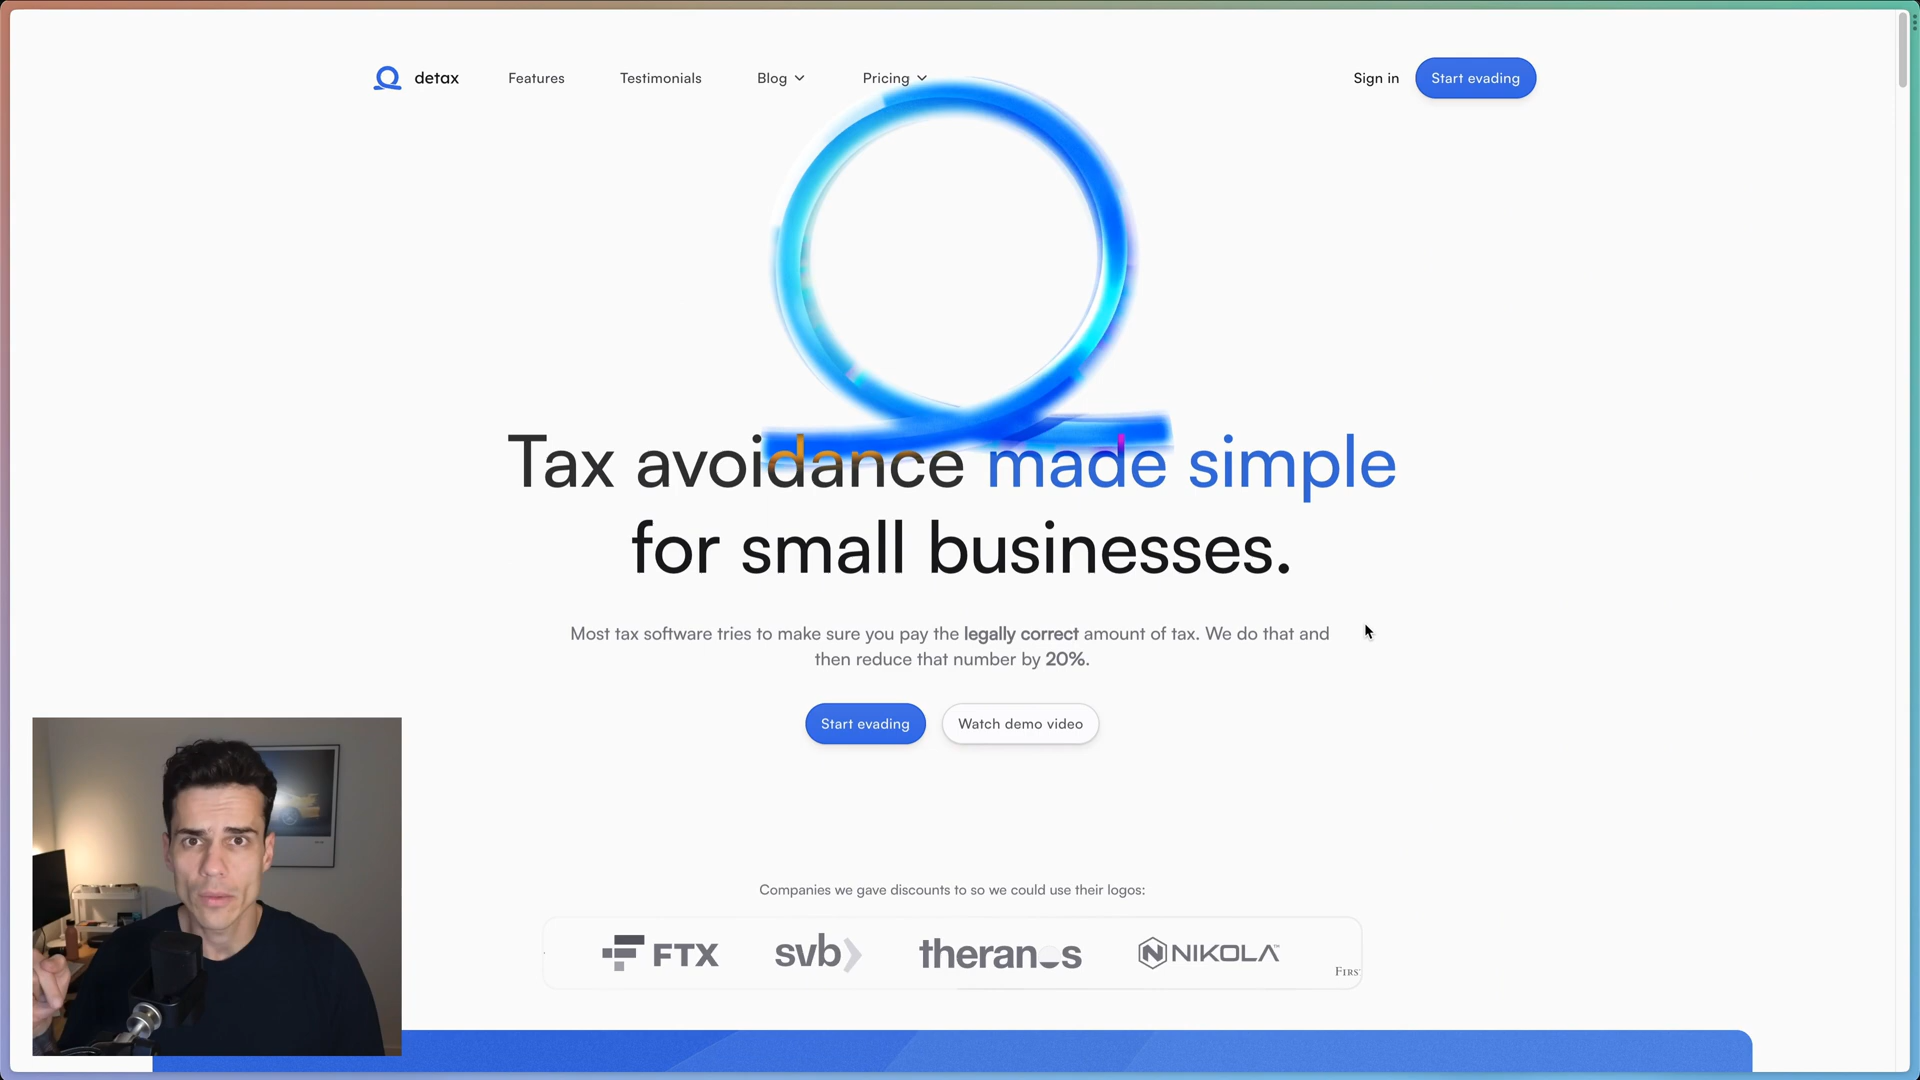 detax
Features
Testimonials
Blog
Pricing
Sign in
Start evading
Tax avoidance made simple
for small businesses.
Most tax software tries to make sure you pay the legally correct amount of tax. We do that and
then reduce that number by 20%.
Start evading
Watch demo video
Companies we gave discounts to so we could use their logos:
FTX
svb
theranos
NIKOLA™